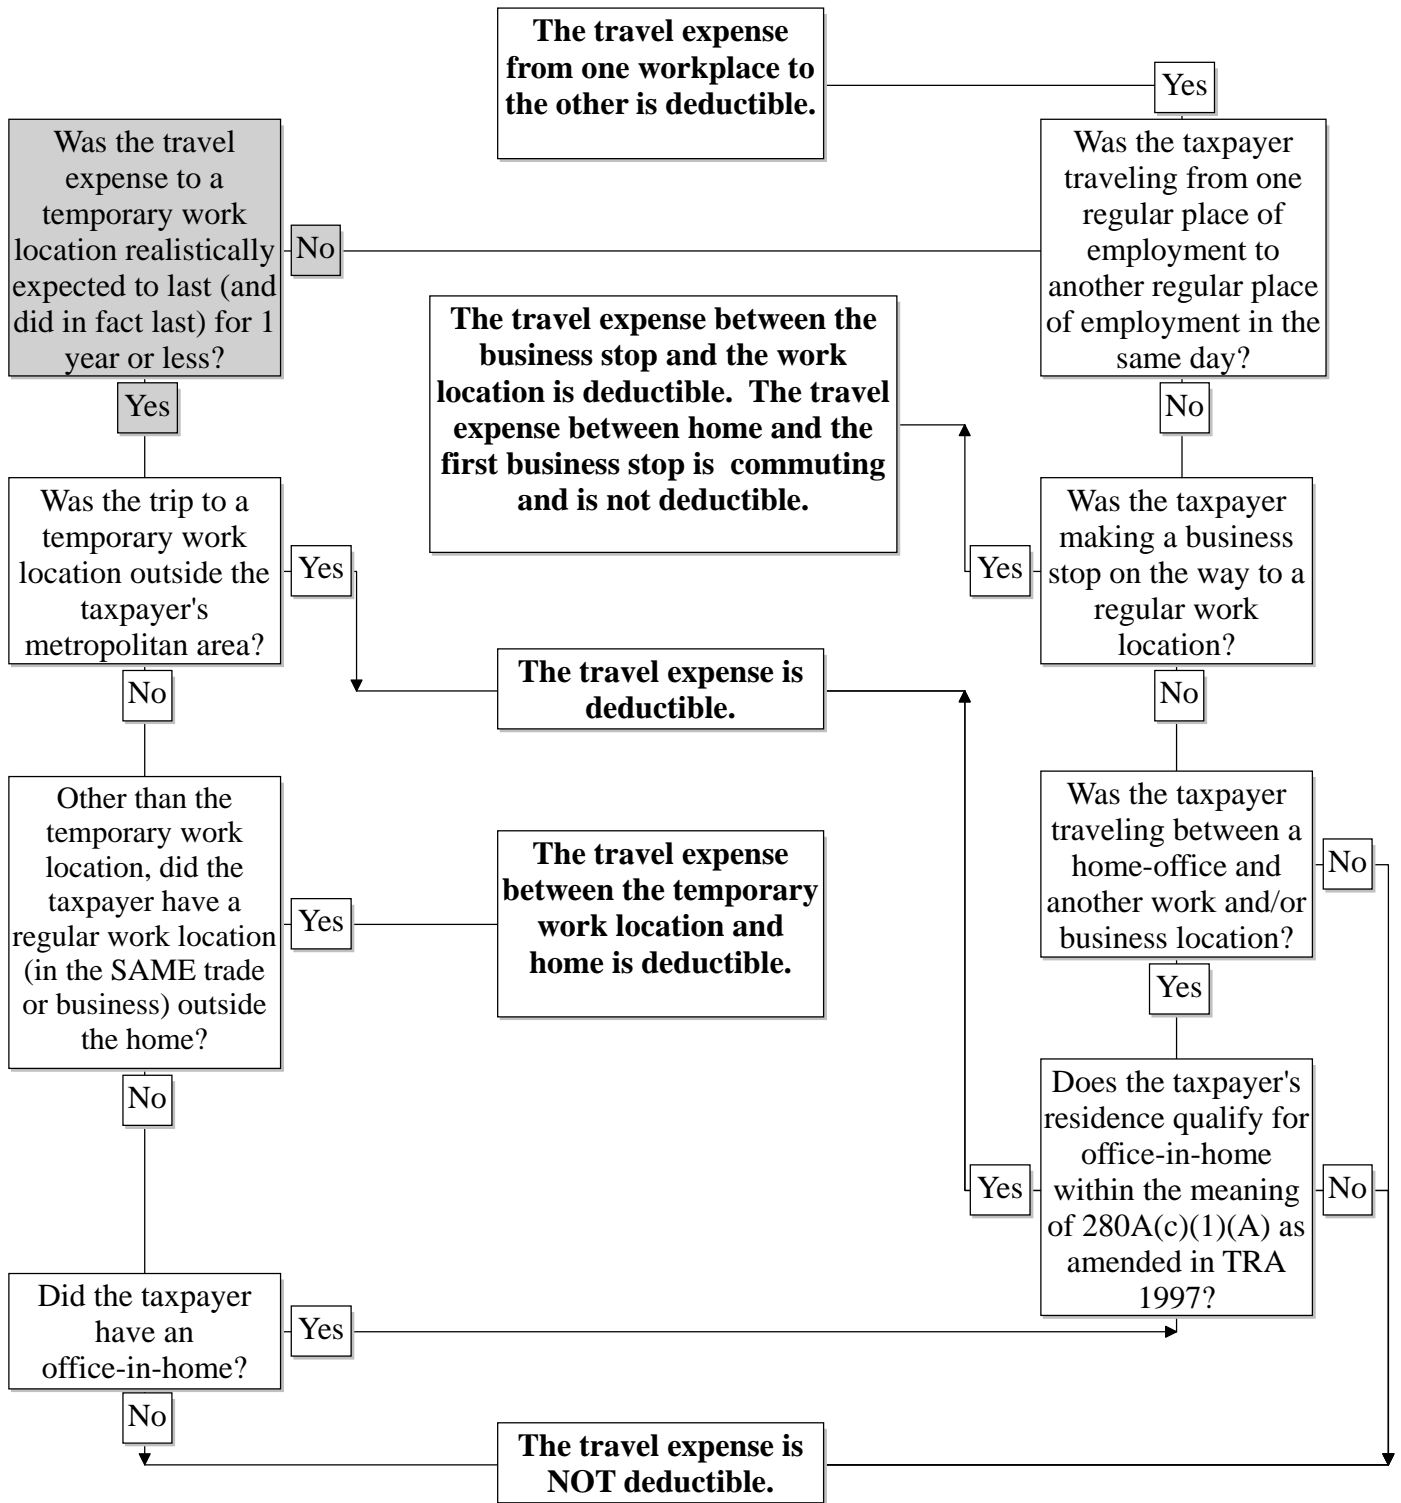 The travel expense
from one workplace to
the other is deductible.
Yes
Was the travel
expense to a
temporary work
location realistically
expected to last (and
did in fact last) for 1
year or less?
No
Was the taxpayer
traveling from one
regular place of
employment to
another regular place
of employment in the
same day?
Yes
No
The travel expense between the
business stop and the work
location is deductible. The travel
expense between home and the
first business stop is commuting
and is not deductible.
Was the trip to a
temporary work
location outside the
taxpayer's
metropolitan area?
Yes
Yes
Was the taxpayer
making a business
stop on the way to a
regular work
location?
No
The travel expense is
deductible.
No
Other than the
temporary work
location, did the
taxpayer have a
regular work location
(in the SAME trade
or business) outside
the home?
Yes
The travel expense
between the temporary
work location and
home is deductible.
Was the taxpayer
traveling between a
home-office and
another work and/or
business location?
No
Yes
No
Does the taxpayer's
residence qualify for
office-in-home
within the meaning
of 280A(c)(1)(A) as
amended in TRA
1997?
Yes
No
Did the taxpayer
have an
office-in-home?
Yes
No
The travel expense is
NOT deductible.